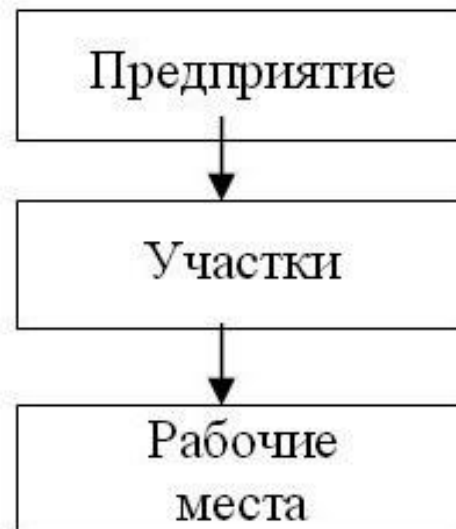 Предприятие
Участки
Рабочие
места